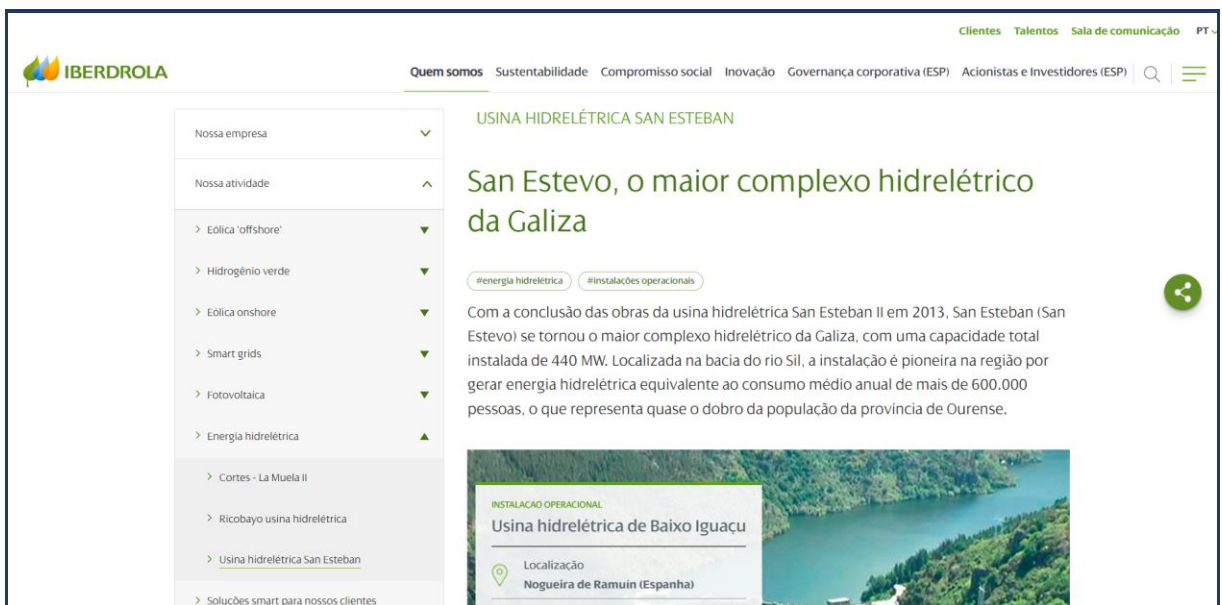 Clientes Talentos Sala de comunicação PT
IBERDROLA
Quem somos Sustentabilidade Compromisso social Inovação Governança corporativa (ESP) Acionistas e Investidores (ESP)
Nossa empresa
Nossa atividade
> Eólica 'offshore'
> Hidrogênio verde
> Eólica onshore
> Smart grids
> Fotovoltaica
> Energia hidrelétrica
> Cortes - La Muela II
> Ricobayo usina hidrelétrica
> Usina hidrelétrica San Esteban
> Soluções smart para nossos clientes
USINA HIDRELÉTRICA SAN ESTEBAN
San Estevo, o maior complexo hidrelétrico
da Galiza
#energia hidrelétrica #instalações operacionais
Com a conclusão das obras da usina hidrelétrica San Esteban II em 2013, San Esteban (San
Estevo) se tornou o maior complexo hidrelétrico da Galiza, com uma capacidade total
instalada de 440 MW. Localizada na bacia do rio Sil, a instalação é pioneira na região por
gerar energia hidrelétrica equivalente ao consumo médio anual de mais de 600.000
pessoas, o que representa quase o dobro da população da província de Ourense.
INSTALAÇAO OPERACIONAL
Usina hidrelétrica de Baixo Iguaçu
Localização
Nogueira de Ramuín (Espanha)